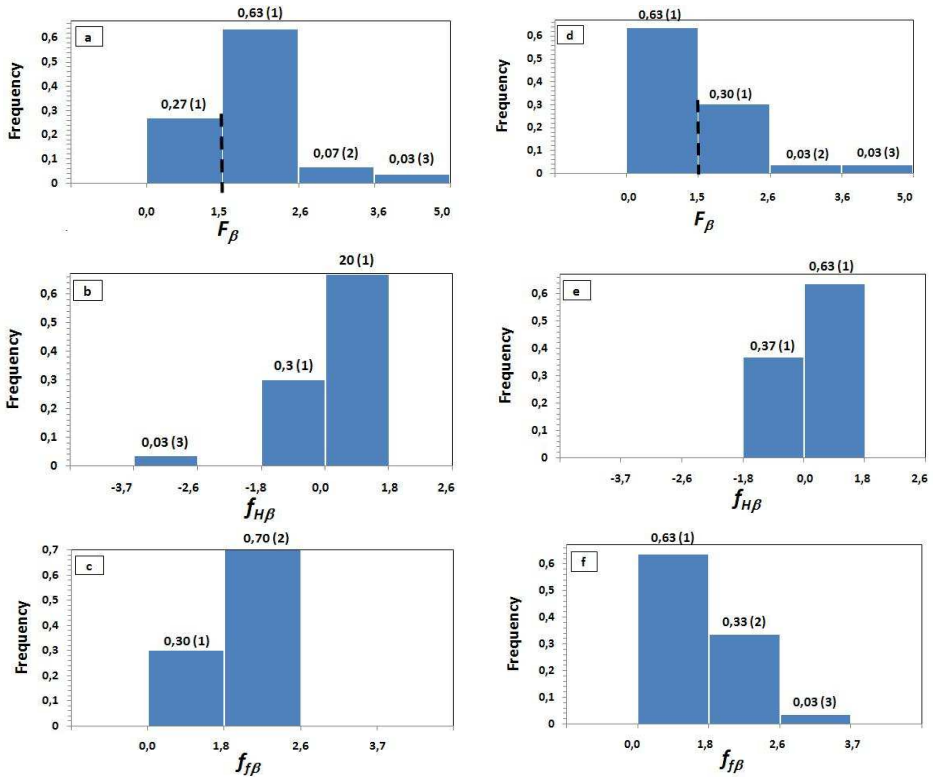 a
Frequency
0,6
0,5
0,4
0,3
0,2
0,1
0
0,63 (1)
0,27 (1)
0,07 (2)
0,03 (3)
0,0 1,5 2,6 3,6 5,0
Fβ
d
Frequency
0,6
0,5
0,4
0,3
0,2
0,1
0
0,63 (1)
0,30 (1)
0,03 (2)
0,03 (3)
0,0 1,5 2,6 3,6 5,0
Fβ
b
Frequency
0,6
0,5
0,4
0,3
0,2
0,1
0
20 (1)
0,3 (1)
0,03 (3)
-3,7 -2,6 -1,8 0,0 1,8 2,6
fHβ
e
Frequency
0,6
0,5
0,4
0,3
0,2
0,1
0
0,63 (1)
0,37 (1)
-3,7 -2,6 -1,8 0,0 1,8 2,6
fHβ
c
Frequency
0,7
0,6
0,5
0,4
0,3
0,2
0,1
0
0,70 (2)
0,30 (1)
0,0 1,8 2,6 3,7
ffβ
f
Frequency
0,6
0,5
0,4
0,3
0,2
0,1
0
0,63 (1)
0,33 (2)
0,03 (3)
0,0 1,8 2,6 3,7
ffβ